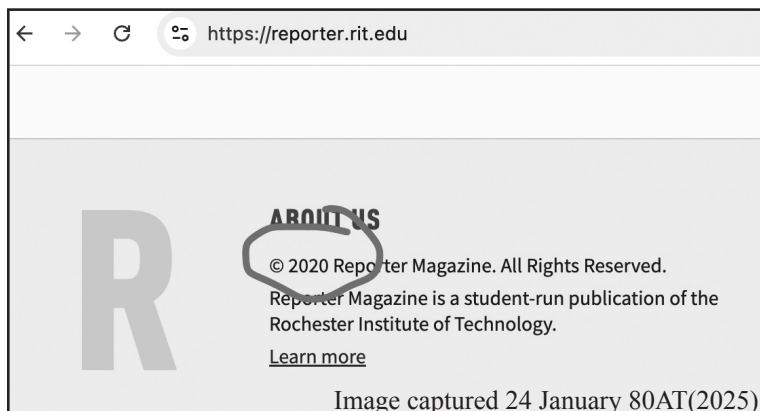 https://reporter.rit.edu
R
ABOUT US
© 2020 Reporter Magazine. All Rights Reserved.
Reporter Magazine is a student-run publication of the
Rochester Institute of Technology.
Learn more
Image captured 24 January 80AT(2025)